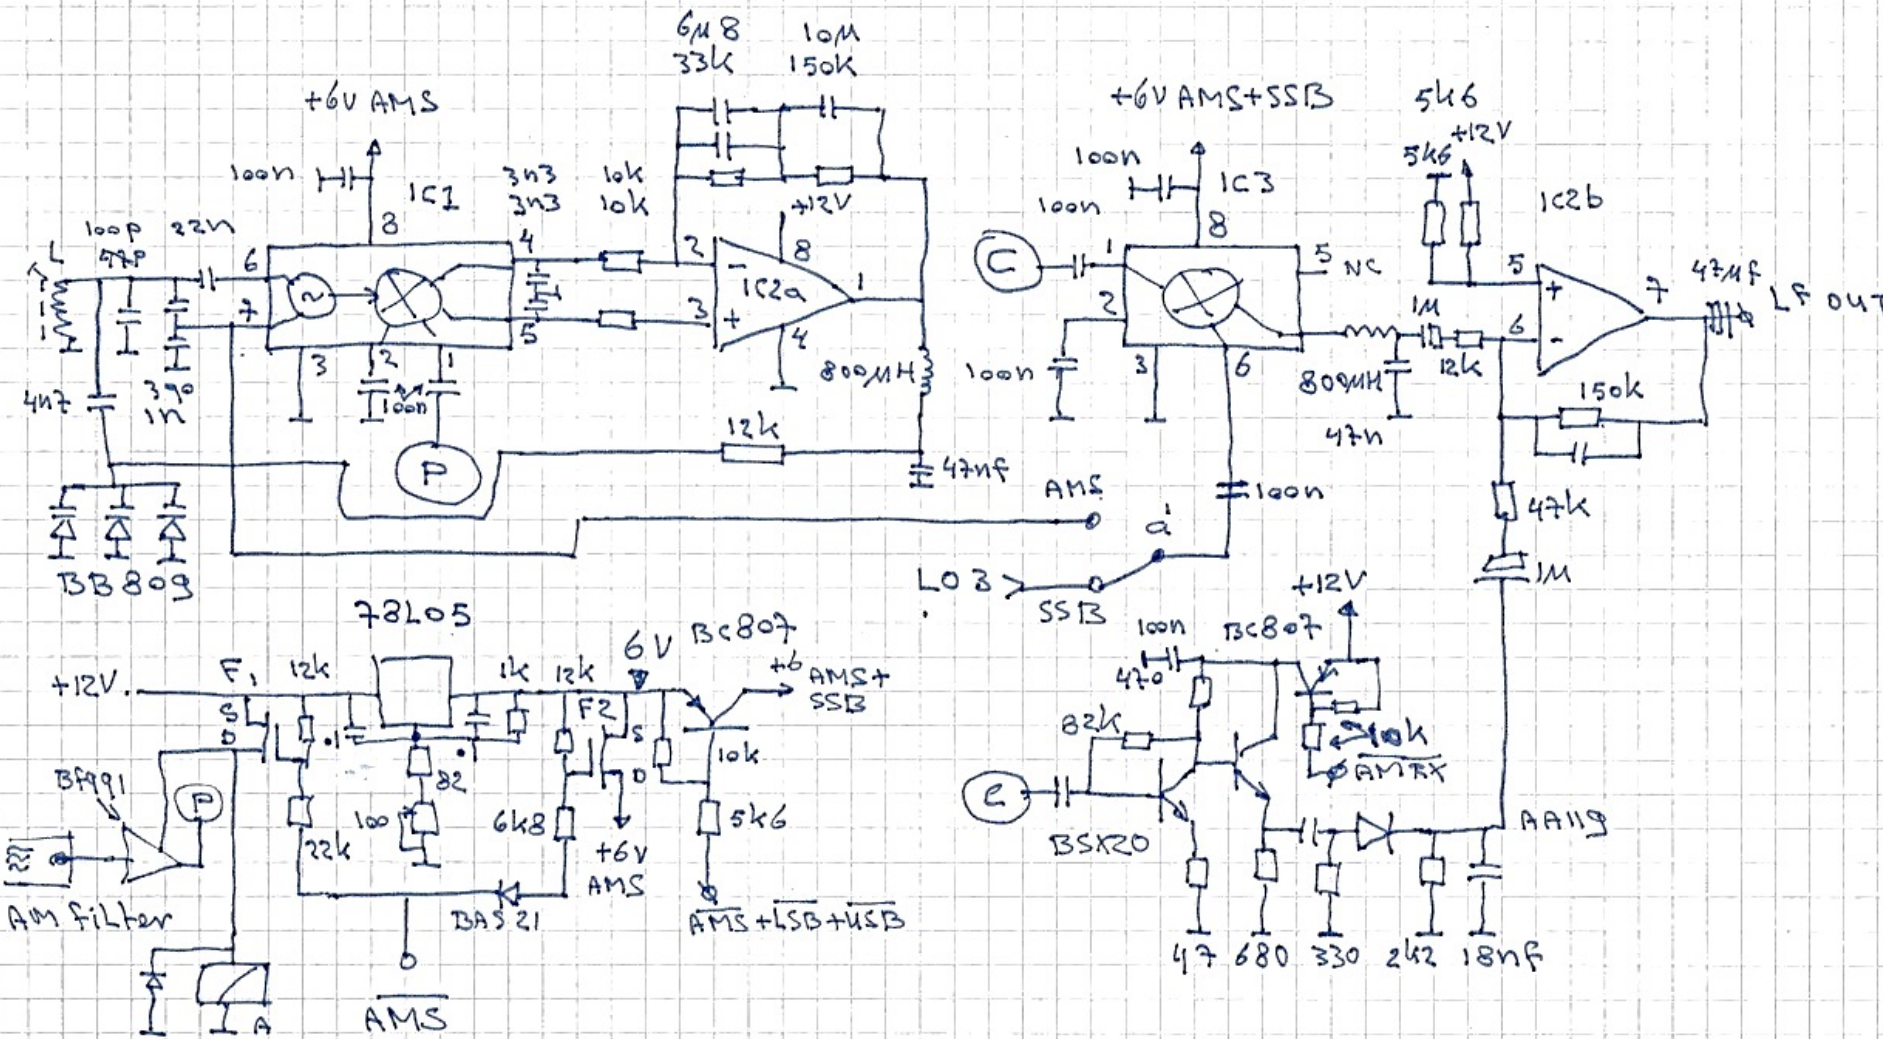 6µ8 10µ
33k 150k
+6V AMS
100n
IC1
8
3n3 10k
3n3 10k
+12V
100p 22n
47p
L
6
7
4
5
2
3
8
IC2a
1
4
3
2
1
4n7
390
1n
100n
P
800µH
12k
47nf
BB809
+6V AMS+SSB
5k6
+12V
5k6
100n
IC3
100n
8
IC2b
C
1
2
5 NC
3
6
100n
1µ
12k
800µH
47n
5
6
7
47µf
LF OUT
150k
AMS
100n
a'
LO3
SSB
47k
1µ
78L05
6V
BC807
+12V
F1
12k
1k
12k
F2
+6
AMS+
SSB
S
D
.1
S
D
10k
BF991
P
82
100
6k8
5k6
22k
+6V
AMS
AM filter
BAS21
AMS+LSB+USB
A
AMS
+12V
100n
BC807
470
82k
10k
AMRX
C
BSX20
AA119
47 680 330 2k2 18nf